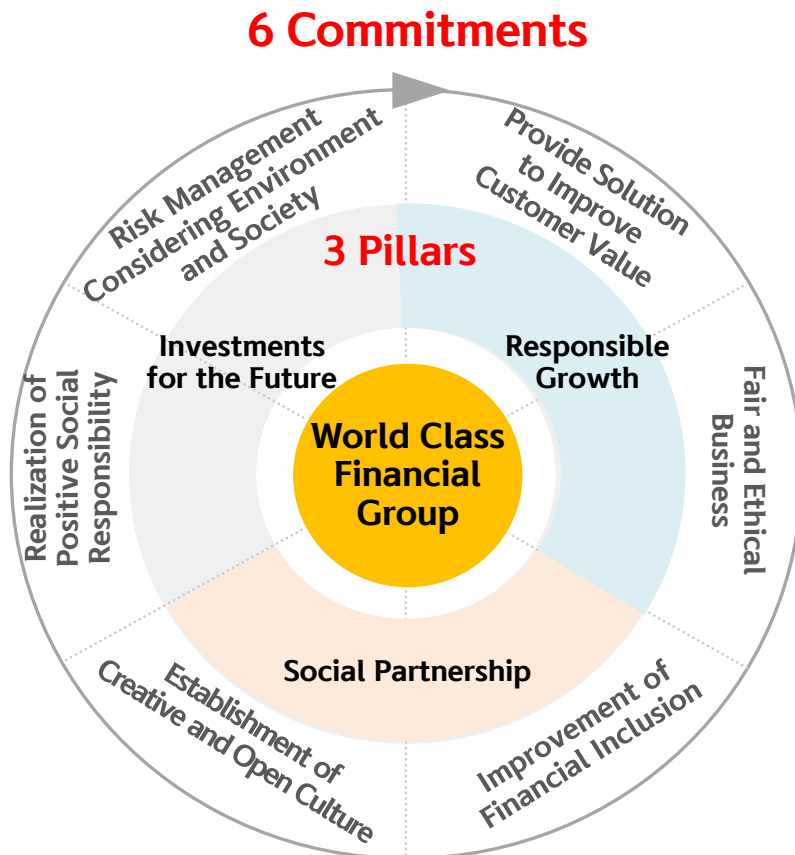 6 Commitments
Provide Solution
to Improve
Customer Value
Fair and Ethical
Business
Improvement of
Financial Inclusion
Establishment of
Creative and Open Culture
Realization of
Positive Social
Responsibility
Risk Management
Considering Environment
and Society
3 Pillars
Responsible
Growth
Social Partnership
Investments
for the Future
World Class
Financial
Group